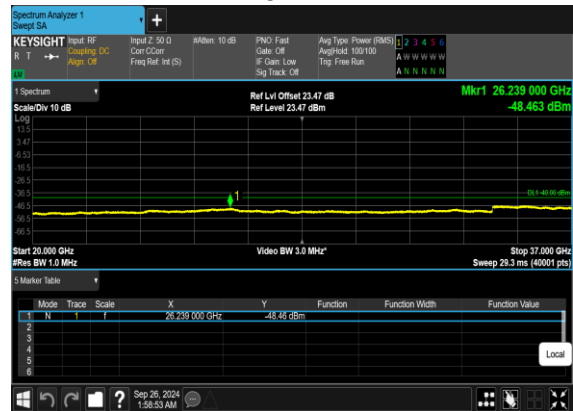 Spectrum Analyzer 1
Swept SA
+
KEYSIGHT Input: RF Input Z: 50 Ω #Atten: 10 dB PNO: Fast Avg Type: Power (RMS) 1 2 3 4 5 6
R T Coupling: DC Corr CCorr Gate: Off Avg|Hold: 100/100 A W W W W W
Align: Off Freq Ref: Int (S) IF Gain: Low Trig: Free Run
LXI Sig Track: Off A N N N N N
1 Spectrum Ref Lvl Offset 23.47 dB Mkr1 26.239 000 GHz
Scale/Div 10 dB Ref Level 23.47 dBm -48.463 dBm
Log
13.5
3.47
-6.53
-16.5
-26.5
-36.5 1 DL1 -40.00 dBm
-46.5
-56.5
-66.5
Start 20.000 GHz Video BW 3.0 MHz* Stop 37.000 GHz
#Res BW 1.0 MHz Sweep 29.3 ms (40001 pts)
5 Marker Table
Mode Trace Scale X Y Function Function Width Function Value
1 N 1 f 26.239 000 GHz -48.46 dBm
2
3
4
5
6
Local
? Sep 26, 2024
1:58:53 AM